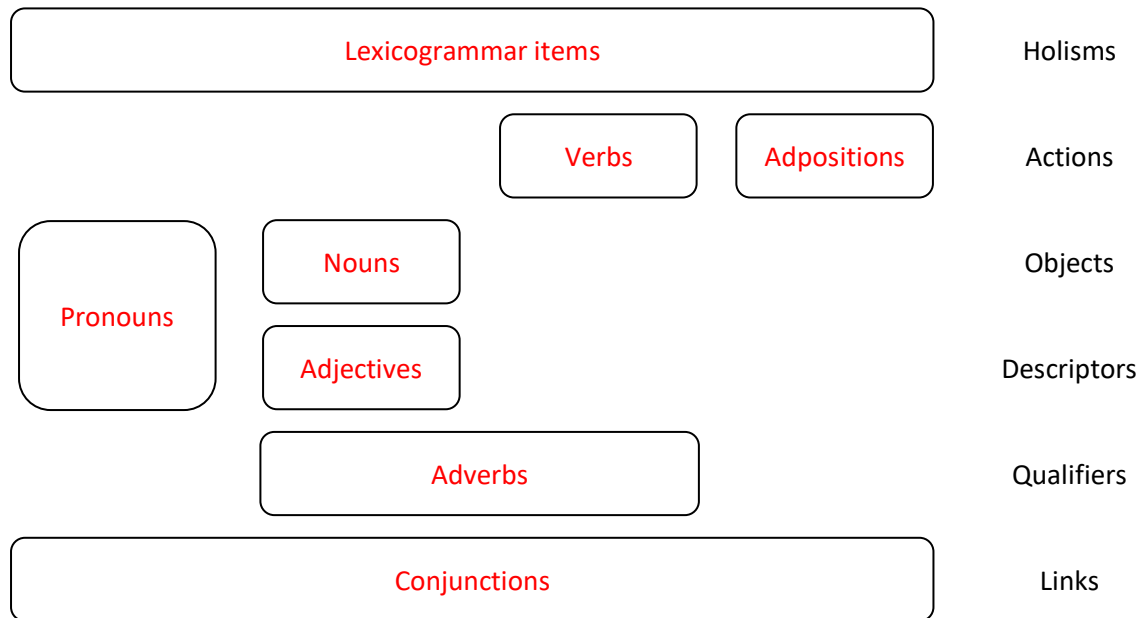 Lexicogrammar items Holisms
Verbs Adpositions Actions
Nouns Objects
Pronouns
Adjectives Descriptors
Adverbs Qualifiers
Conjunctions Links